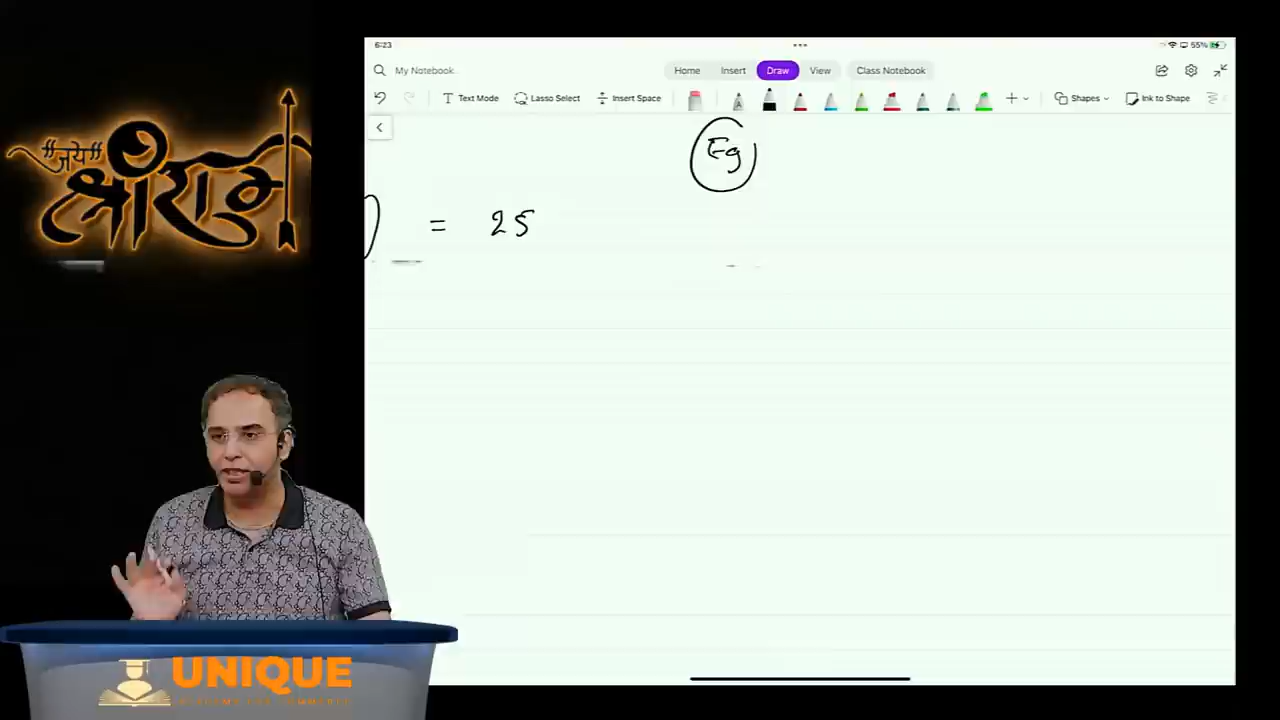 ॥जय॥
श्रीराम
6:23
55%
My Notebook
Home Insert Draw View Class Notebook
Text Mode Lasso Select Insert Space Shapes Ink to Shape
Eg
) = 25
UNIQUE